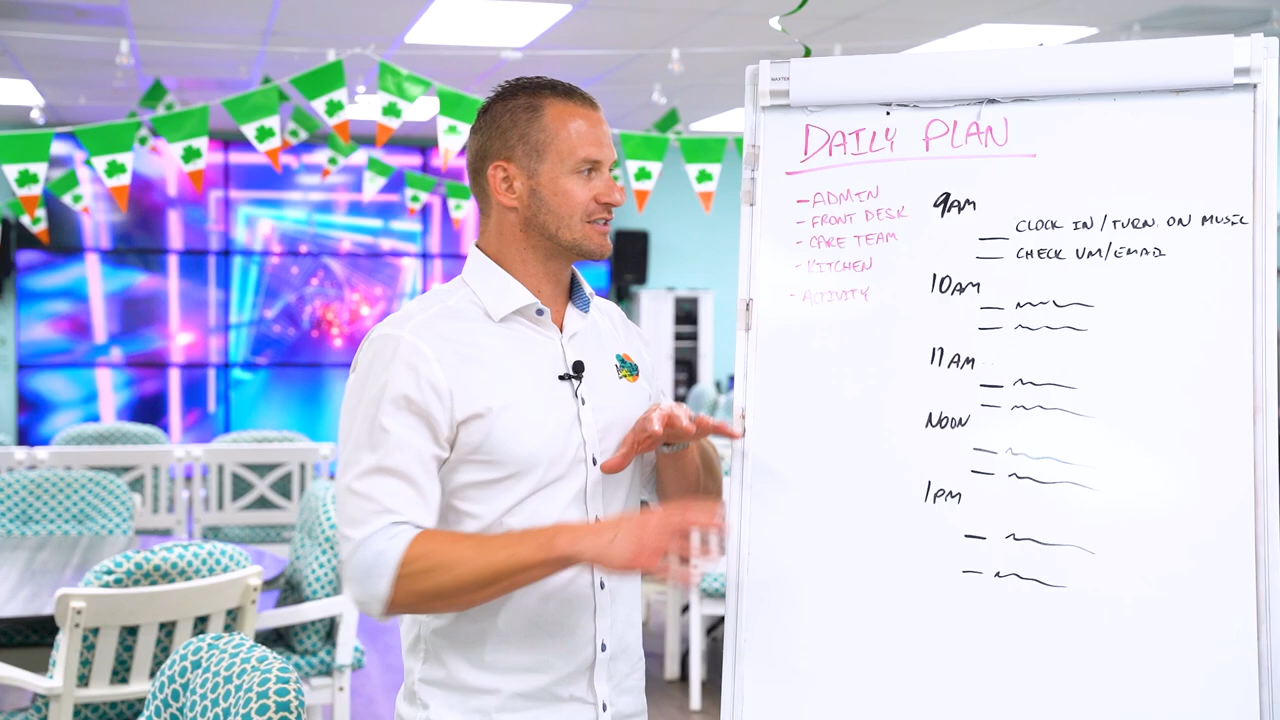 DAILY PLAN
- ADMIN
- FRONT DESK
- CARE TEAM
- KITCHEN
- ACTIVITY
9AM
— CLOCK IN / TURN ON MUSIC
— CHECK VM/EMAIL
10AM
11AM
NOON
1PM